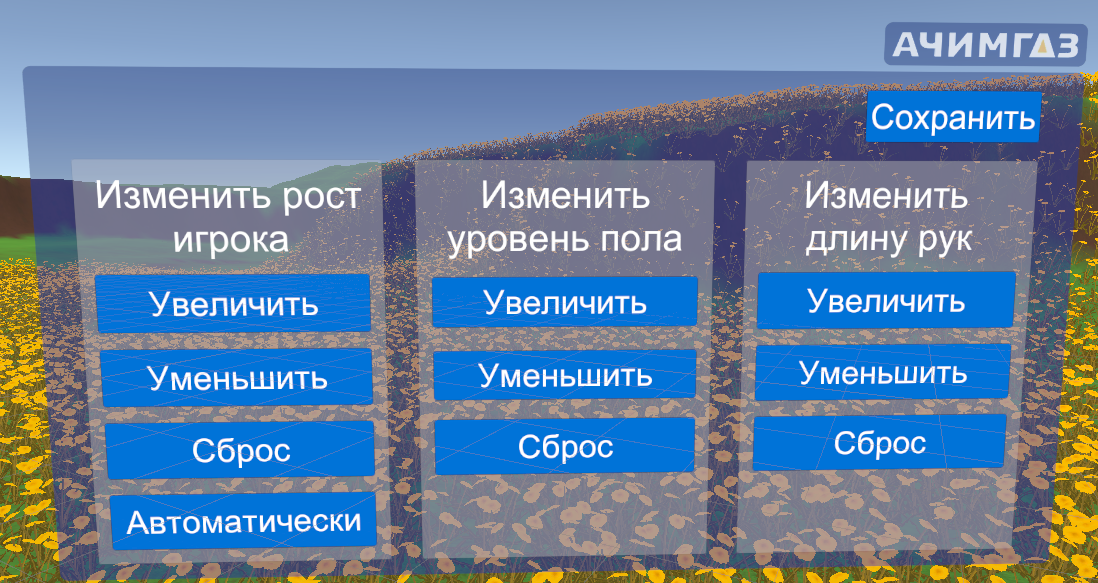 АЧИМГАЗ
Сохранить
Изменить рост
игрока
Увеличить
Уменьшить
Сброс
Автоматически
Изменить
уровень пола
Увеличить
Уменьшить
Сброс
Изменить
длину рук
Увеличить
Уменьшить
Сброс